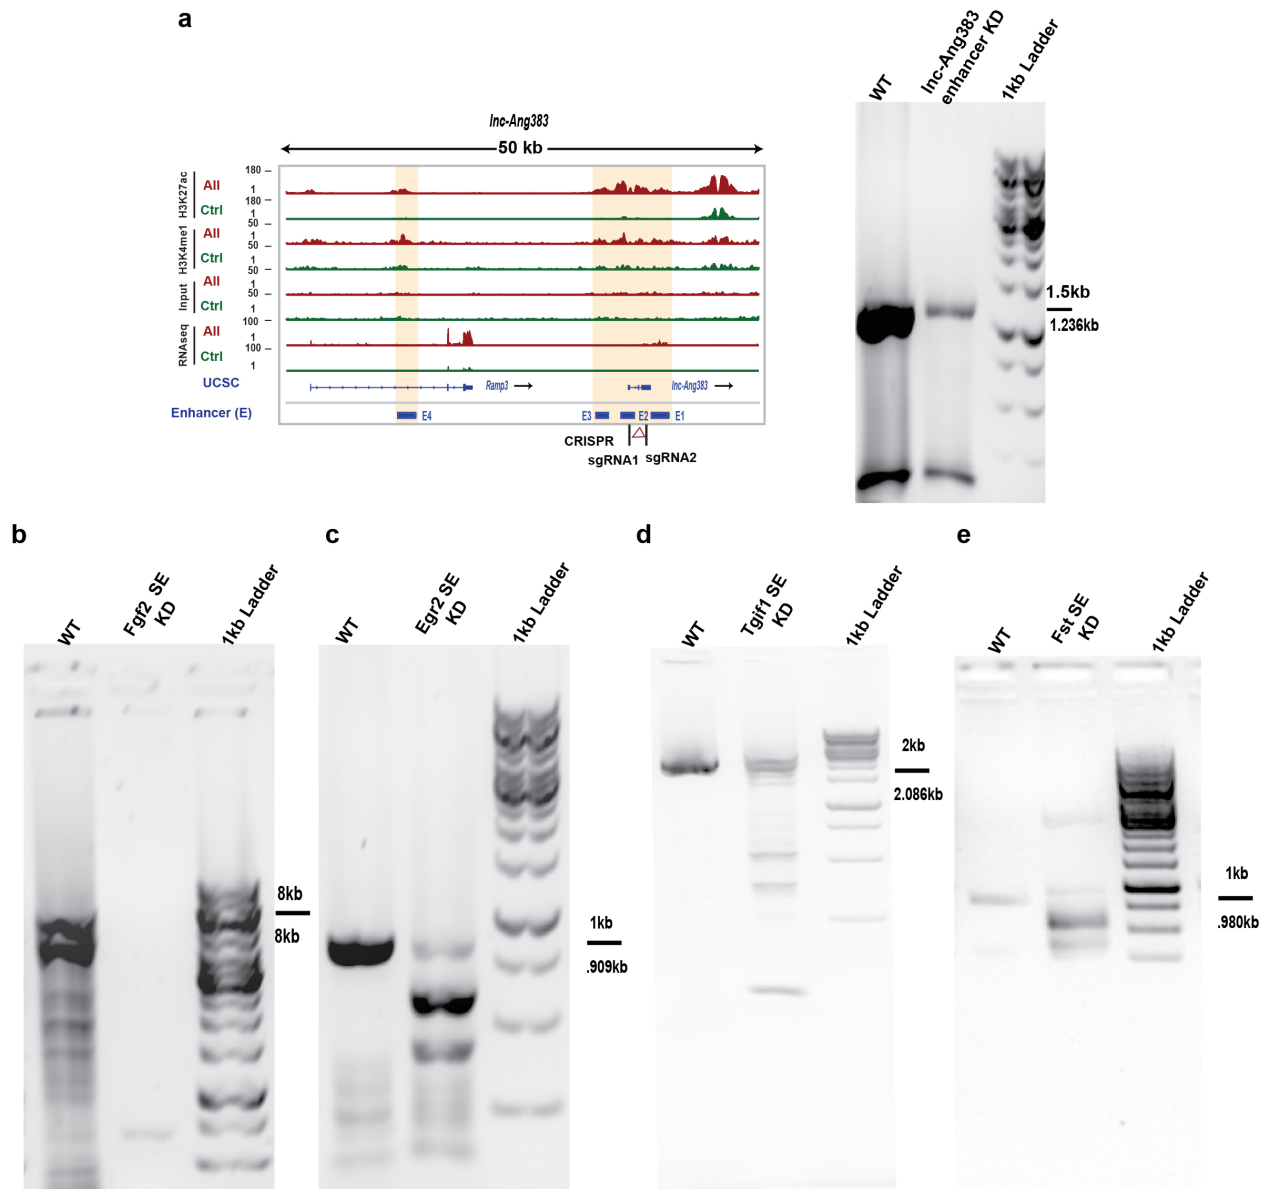 a
lnc-Ang383
50 kb
H3K27ac
180
AII
1
180
Ctrl
1
50
H3K4me1
AII
1
50
Ctrl
1
50
Input
AII
1
50
Ctrl
1
100
RNAseq
AII
1
100
Ctrl
1
UCSC
Ramp3
lnc-Ang383
Enhancer (E)
E4
E3
E2
E1
CRISPR
sgRNA1
sgRNA2
WT
lnc-Ang383
enhancer KD
1kb Ladder
1.5kb
1.236kb
b
WT
Fgf2 SE
KD
1kb Ladder
8kb
8kb
c
WT
Egr2 SE
KD
1kb Ladder
1kb
.909kb
d
WT
Tgif1 SE
KD
1kb Ladder
2kb
2.086kb
e
WT
Fst SE
KD
1kb Ladder
1kb
.980kb